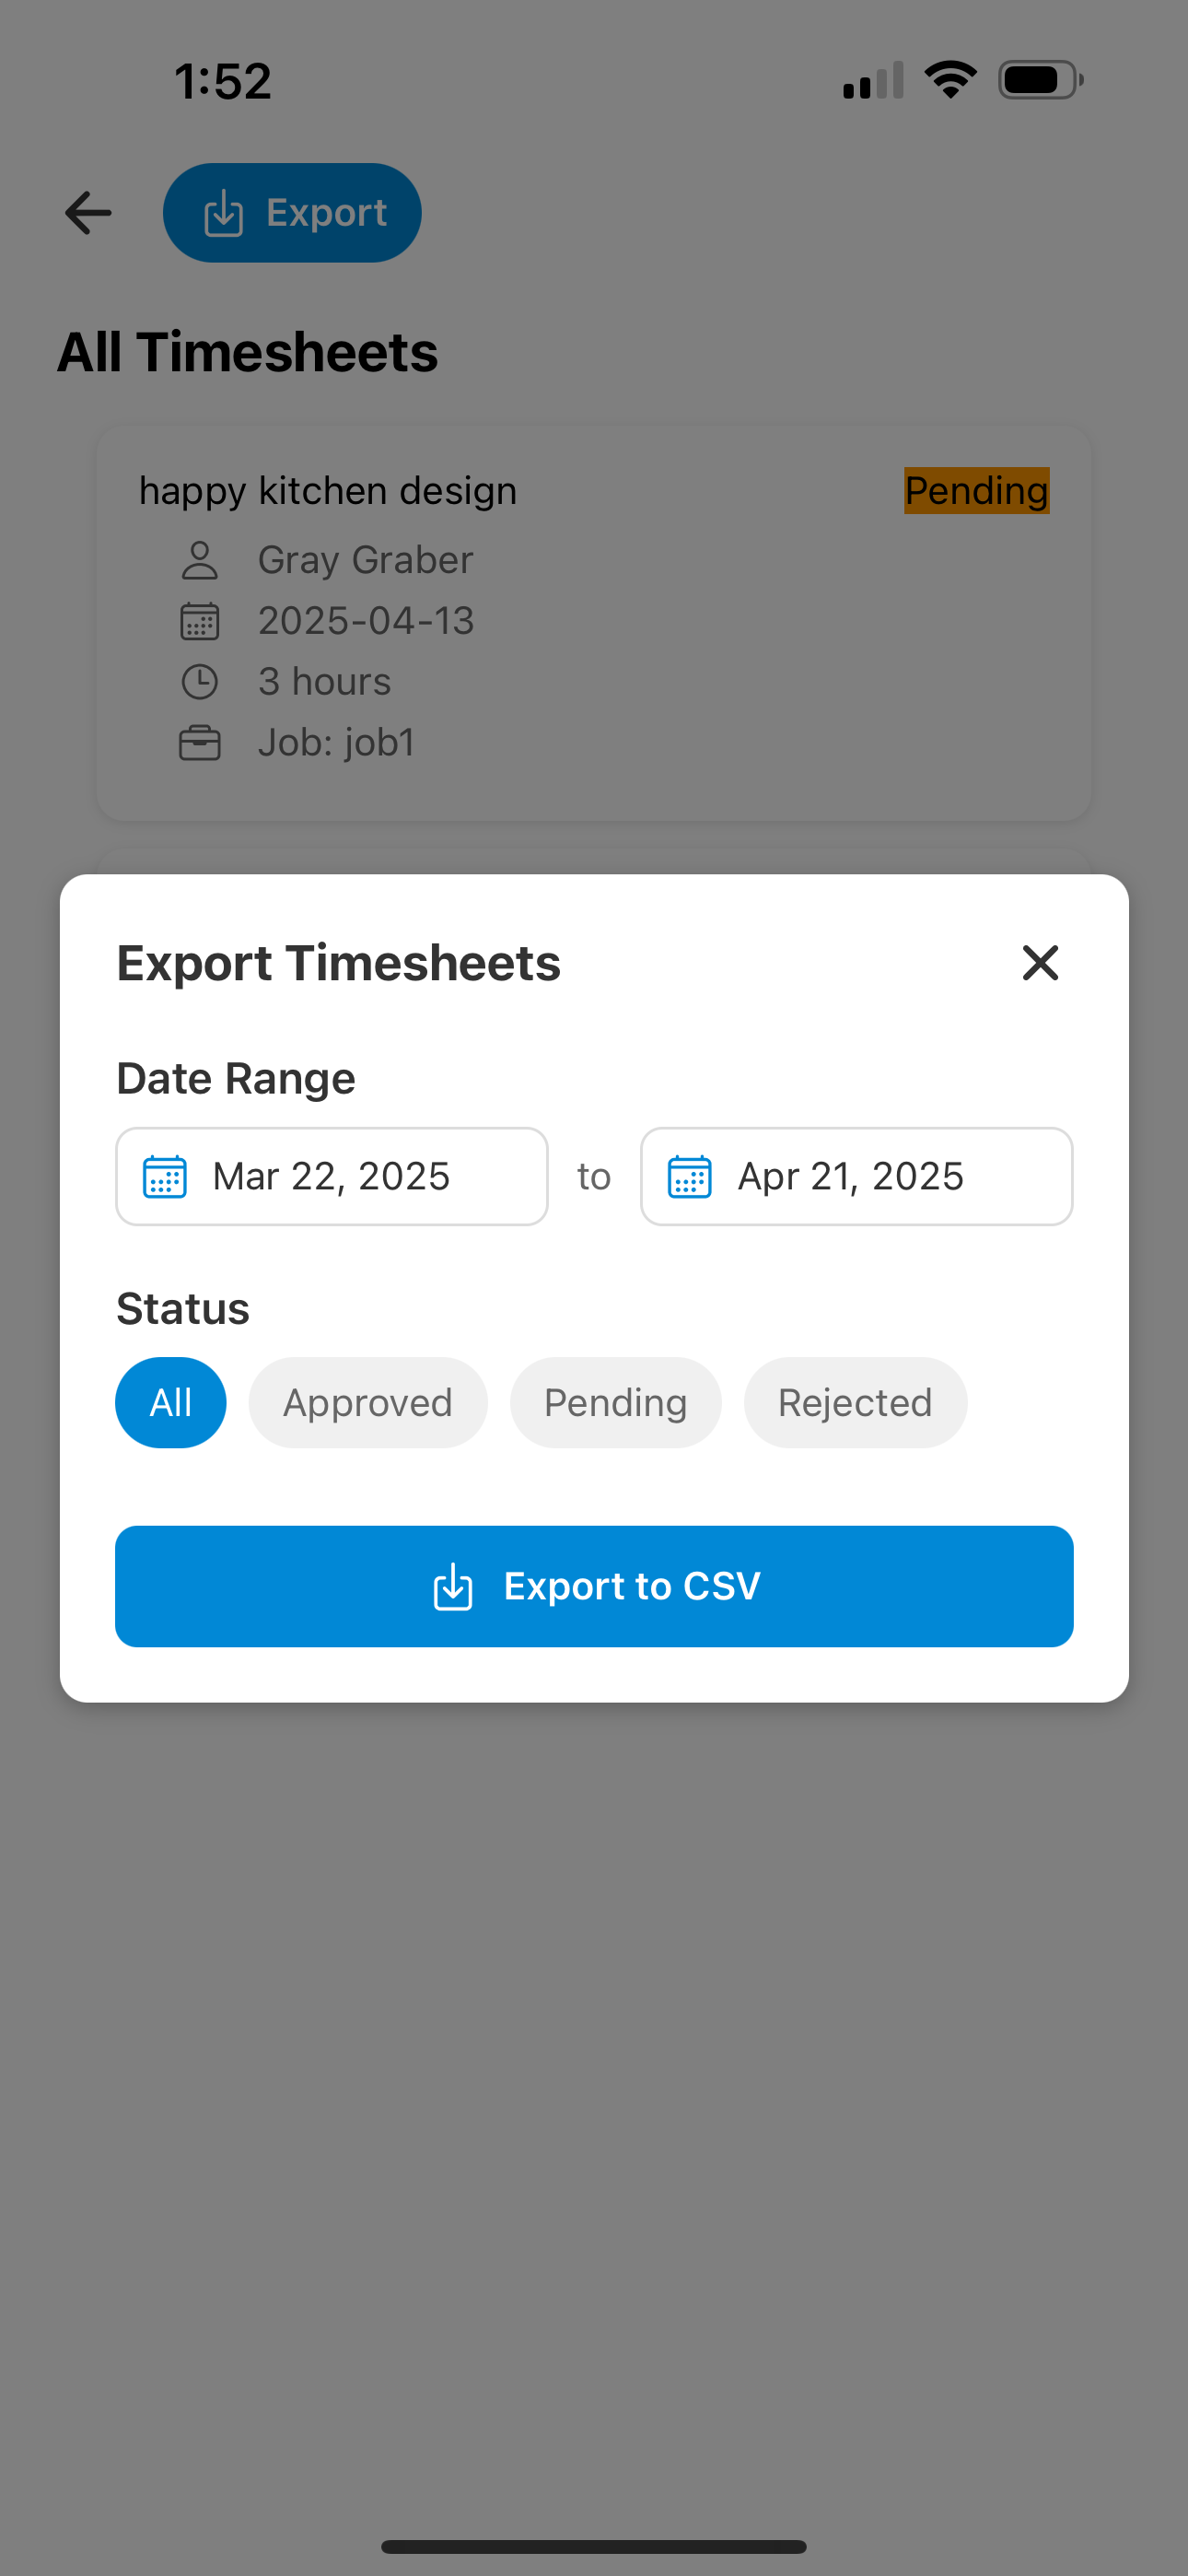 1:52
Export
All Timesheets
happy kitchen design Pending
Gray Graber
2025-04-13
3 hours
Job: job1
Export Timesheets
Date Range
Mar 22, 2025 to Apr 21, 2025
Status
All Approved Pending Rejected
Export to CSV